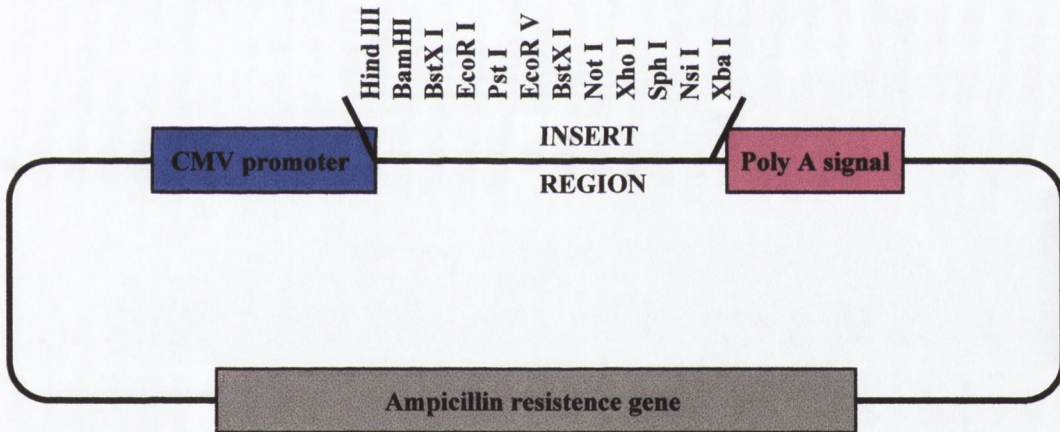 Hind III
BamHI
BstX I
EcoR I
Pst I
EcoR V
BstX I
Not I
Xho I
Sph I
Nsi I
Xba I
CMV promoter
INSERT
REGION
Poly A signal
Ampicillin resistence gene